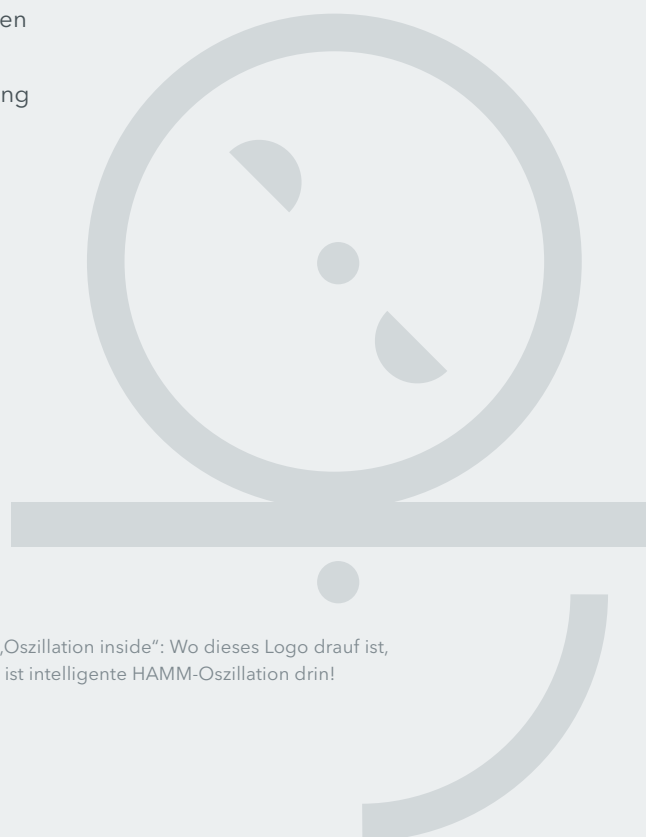 en
ng
„Oszillation inside“: Wo dieses Logo drauf ist,
ist intelligente HAMM-Oszillation drin!